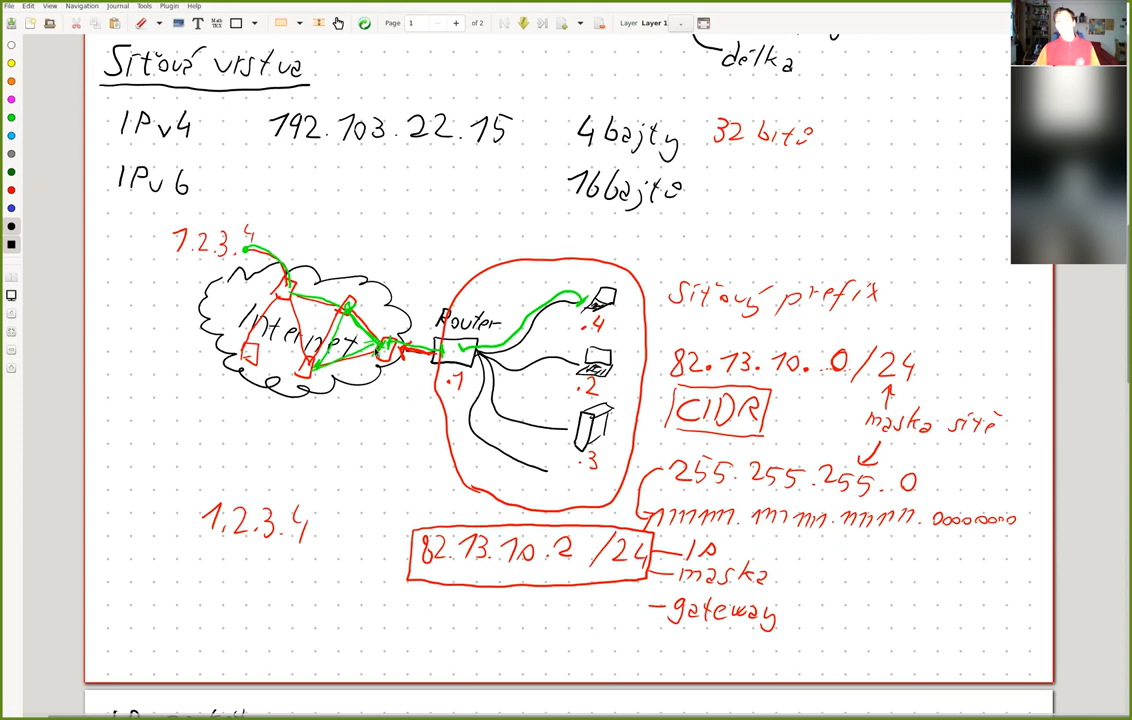 File Edit View Navigation Journal Tools Plugin Help
Page 1 of 2 Layer Layer 1
délka
Síťová vrstva
IPv4 192.103.22.15 4 bajty 32 bitů
IPv6 16 bajtů
1.2.3.4
Internet
Router
.1
.4
.2
.3
Síťový prefix
82.13.10.0/24
CIDR
maska sítě
255.255.255.0
11111111.11111111.11111111.00000000
1.2.3.4
82.13.10.2 /24
IP
maska
-gateway